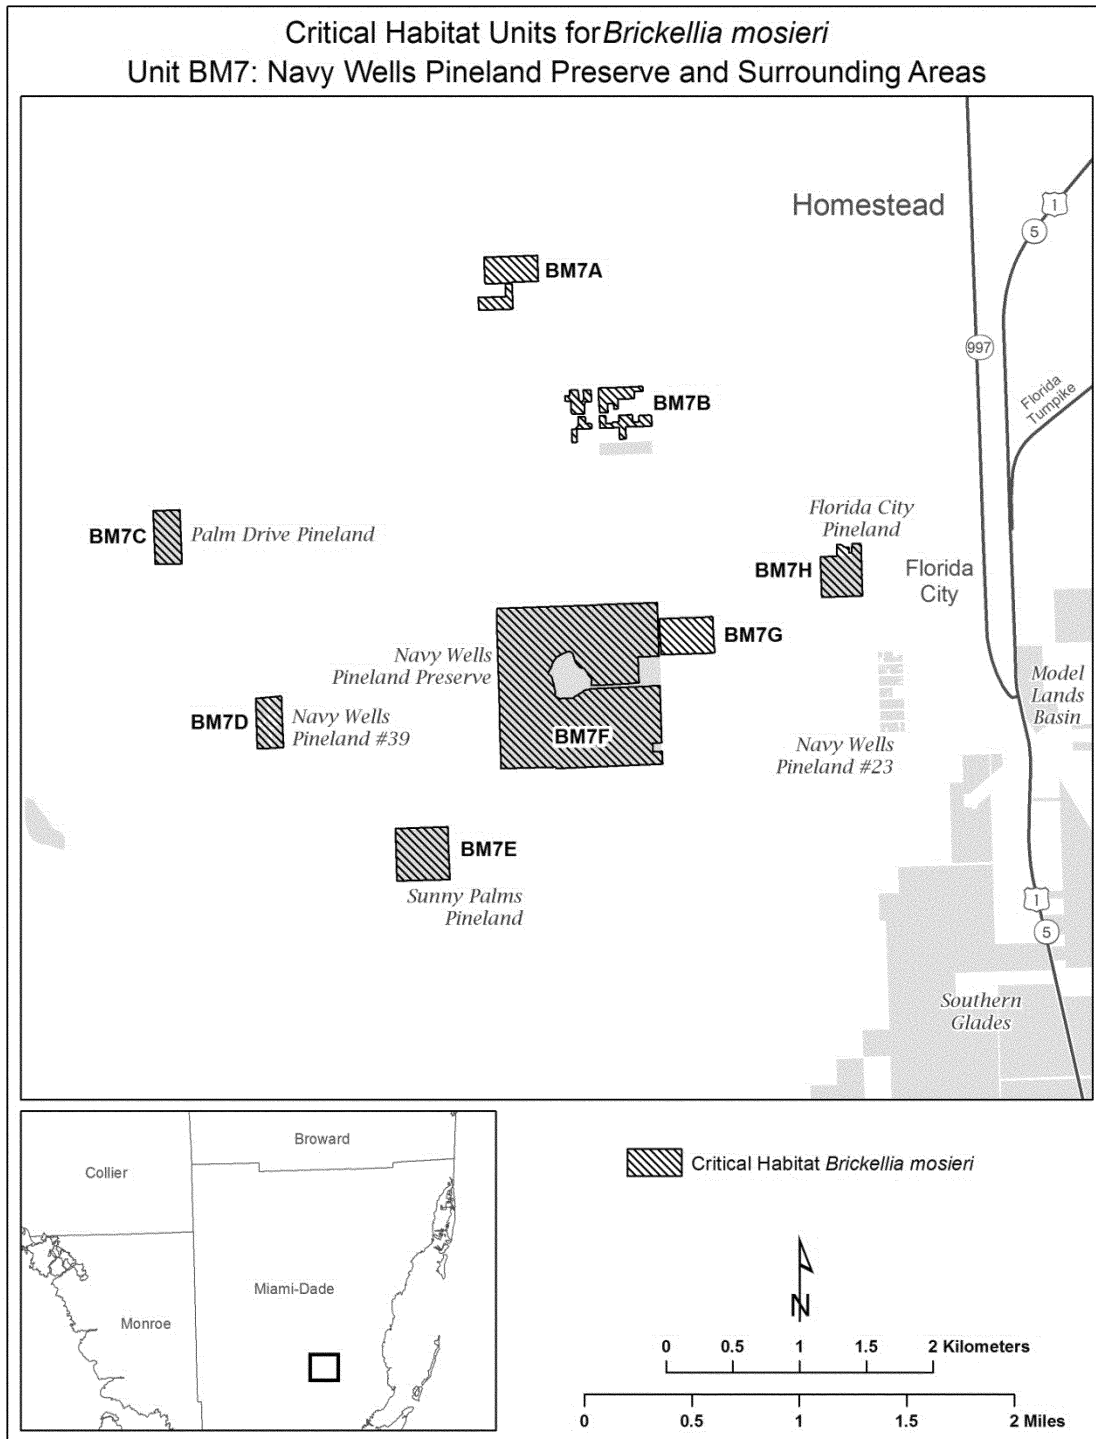 Critical Habitat Units for Brickellia mosieri
Unit BM7: Navy Wells Pineland Preserve and Surrounding Areas
Homestead
1
5
BM7A
997
Florida
Turnpike
BM7B
Florida City
Pineland
BM7C
Palm Drive Pineland
BM7H
Florida
City
BM7G
Navy Wells
Pineland Preserve
Model
Lands
Basin
BM7D
Navy Wells
Pineland #39
BM7F
Navy Wells
Pineland #23
BM7E
Sunny Palms
Pineland
1
5
Southern
Glades
Broward
Collier
Miami-Dade
Monroe
Critical Habitat Brickellia mosieri
N
0 0.5 1 1.5 2 Kilometers
0 0.5 1 1.5 2 Miles